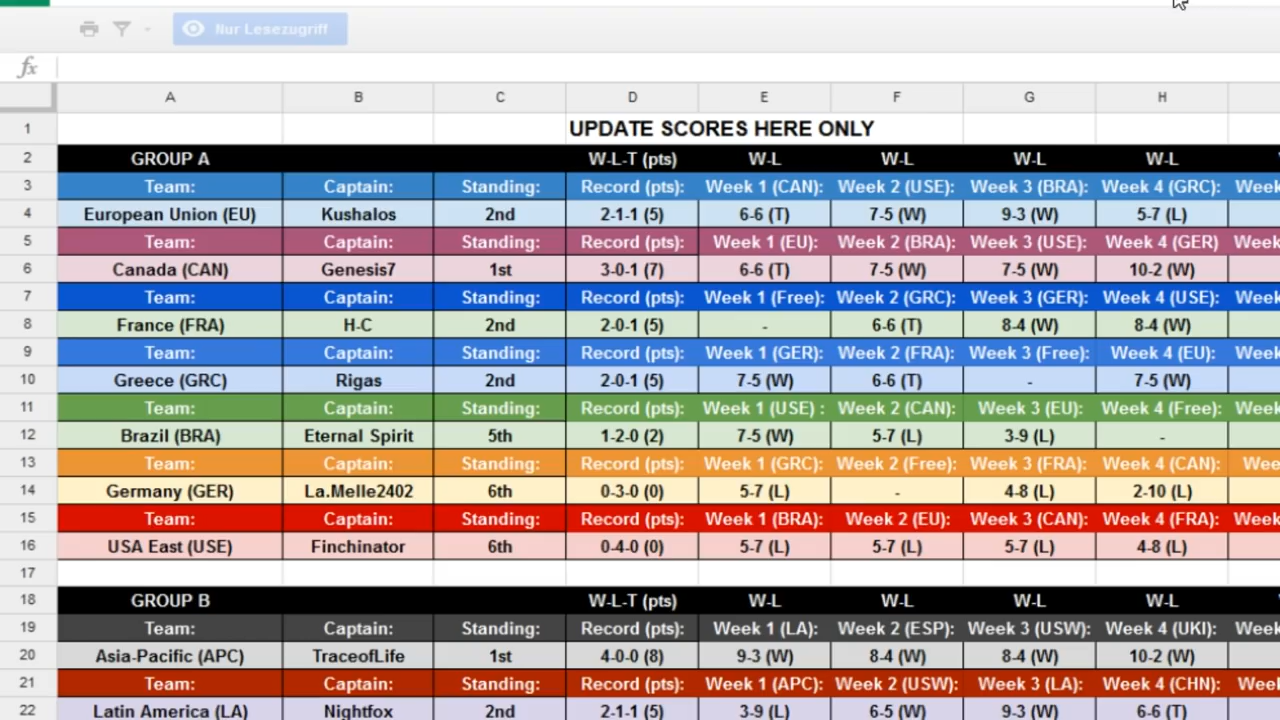 Nur Lesezugriff
fx
A B C D E F G H
1 UPDATE SCORES HERE ONLY
2 GROUP A W-L-T (pts) W-L W-L W-L W-L
3 Team: Captain: Standing: Record (pts): Week 1 (CAN): Week 2 (USE): Week 3 (BRA): Week 4 (GRC): Week
4 European Union (EU) Kushalos 2nd 2-1-1 (5) 6-6 (T) 7-5 (W) 9-3 (W) 5-7 (L)
5 Team: Captain: Standing: Record (pts): Week 1 (EU): Week 2 (BRA): Week 3 (USE): Week 4 (GER) Week
6 Canada (CAN) Genesis7 1st 3-0-1 (7) 6-6 (T) 7-5 (W) 7-5 (W) 10-2 (W)
7 Team: Captain: Standing: Record (pts): Week 1 (Free): Week 2 (GRC): Week 3 (GER): Week 4 (USE): Week
8 France (FRA) H-C 2nd 2-0-1 (5) - 6-6 (T) 8-4 (W) 8-4 (W)
9 Team: Captain: Standing: Record (pts): Week 1 (GER): Week 2 (FRA): Week 3 (Free): Week 4 (EU): Week
10 Greece (GRC) Rigas 2nd 2-0-1 (5) 7-5 (W) 6-6 (T) - 7-5 (W)
11 Team: Captain: Standing: Record (pts): Week 1 (USE) : Week 2 (CAN): Week 3 (EU): Week 4 (Free): Week
12 Brazil (BRA) Eternal Spirit 5th 1-2-0 (2) 7-5 (W) 5-7 (L) 3-9 (L) -
13 Team: Captain: Standing: Record (pts): Week 1 (GRC): Week 2 (Free): Week 3 (FRA): Week 4 (CAN): Wee
14 Germany (GER) La.Melle2402 6th 0-3-0 (0) 5-7 (L) - 4-8 (L) 2-10 (L)
15 Team: Captain: Standing: Record (pts): Week 1 (BRA): Week 2 (EU): Week 3 (CAN): Week 4 (FRA): Week
16 USA East (USE) Finchinator 6th 0-4-0 (0) 5-7 (L) 5-7 (L) 5-7 (L) 4-8 (L)
17
18 GROUP B W-L-T (pts) W-L W-L W-L W-L
19 Team: Captain: Standing: Record (pts): Week 1 (LA): Week 2 (ESP): Week 3 (USW): Week 4 (UKI): Week
20 Asia-Pacific (APC) TraceofLife 1st 4-0-0 (8) 9-3 (W) 8-4 (W) 8-4 (W) 10-2 (W)
21 Team: Captain: Standing: Record (pts): Week 1 (APC): Week 2 (USW): Week 3 (LA): Week 4 (CHN): Week
22 Latin America (LA) Nightfox 2nd 2-1-1 (5) 3-9 (L) 6-5 (W) 9-3 (W) 6-6 (T)